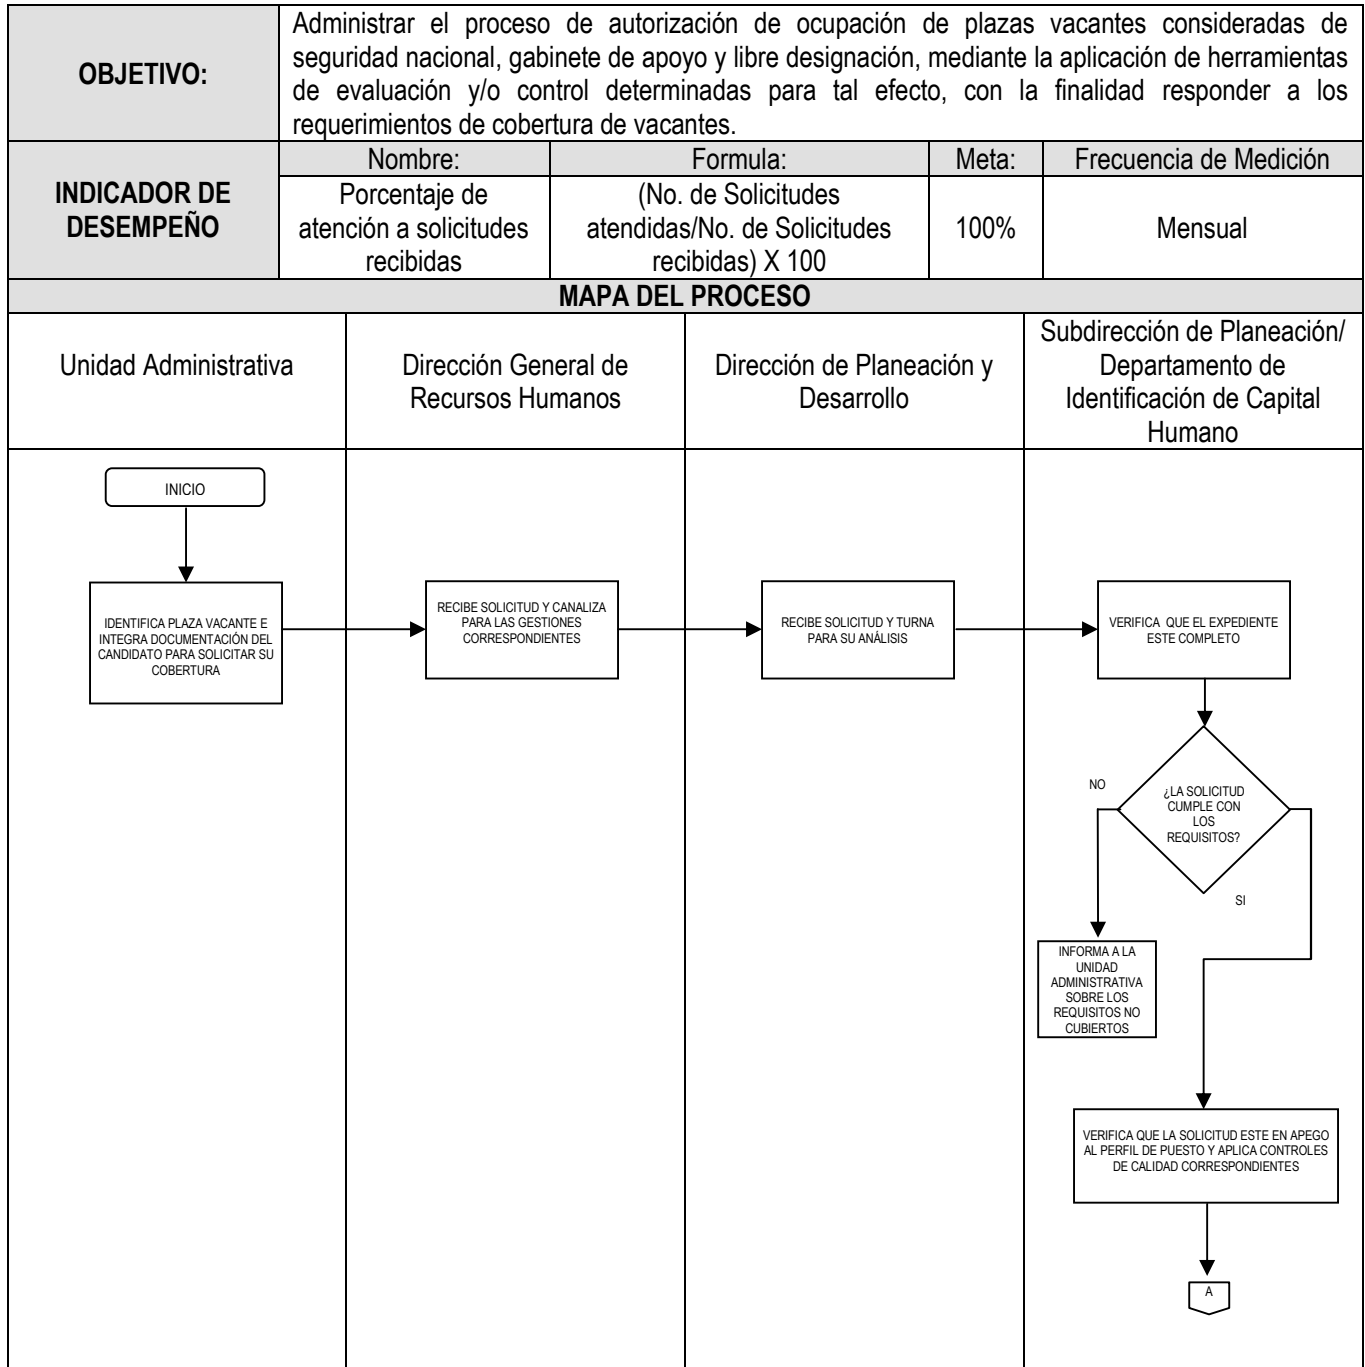 OBJETIVO:
Administrar el proceso de autorización de ocupación de plazas vacantes consideradas de
seguridad nacional, gabinete de apoyo y libre designación, mediante la aplicación de herramientas
de evaluación y/o control determinadas para tal efecto, con la finalidad responder a los
requerimientos de cobertura de vacantes.
INDICADOR DE
DESEMPEÑO
Nombre:
Formula:
Meta:
Frecuencia de Medición
Porcentaje de
atención a solicitudes
recibidas
(No. de Solicitudes
atendidas/No. de Solicitudes
recibidas) X 100
100%
Mensual
MAPA DEL PROCESO
Unidad Administrativa
Dirección General de
Recursos Humanos
Dirección de Planeación y
Desarrollo
Subdirección de Planeación/
Departamento de
Identificación de Capital
Humano
INICIO
IDENTIFICA PLAZA VACANTE E
INTEGRA DOCUMENTACIÓN DEL
CANDIDATO PARA SOLICITAR SU
COBERTURA
RECIBE SOLICITUD Y CANALIZA
PARA LAS GESTIONES
CORRESPONDIENTES
RECIBE SOLICITUD Y TURNA
PARA SU ANÁLISIS
VERIFICA QUE EL EXPEDIENTE
ESTE COMPLETO
¿LA SOLICITUD
CUMPLE CON
LOS
REQUISITOS?
NO
SI
INFORMA A LA
UNIDAD
ADMINISTRATIVA
SOBRE LOS
REQUISITOS NO
CUBIERTOS
VERIFICA QUE LA SOLICITUD ESTE EN APEGO
AL PERFIL DE PUESTO Y APLICA CONTROLES
DE CALIDAD CORRESPONDIENTES
A